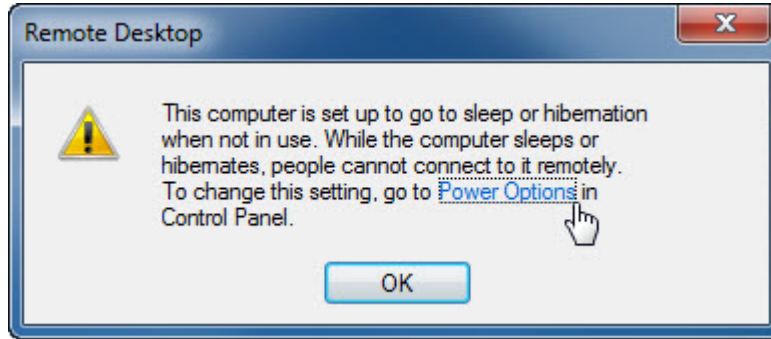 Remote Desktop
This computer is set up to go to sleep or hibernation
when not in use. While the computer sleeps or
hibernates, people cannot connect to it remotely.
To change this setting, go to Power Options in
Control Panel.
OK